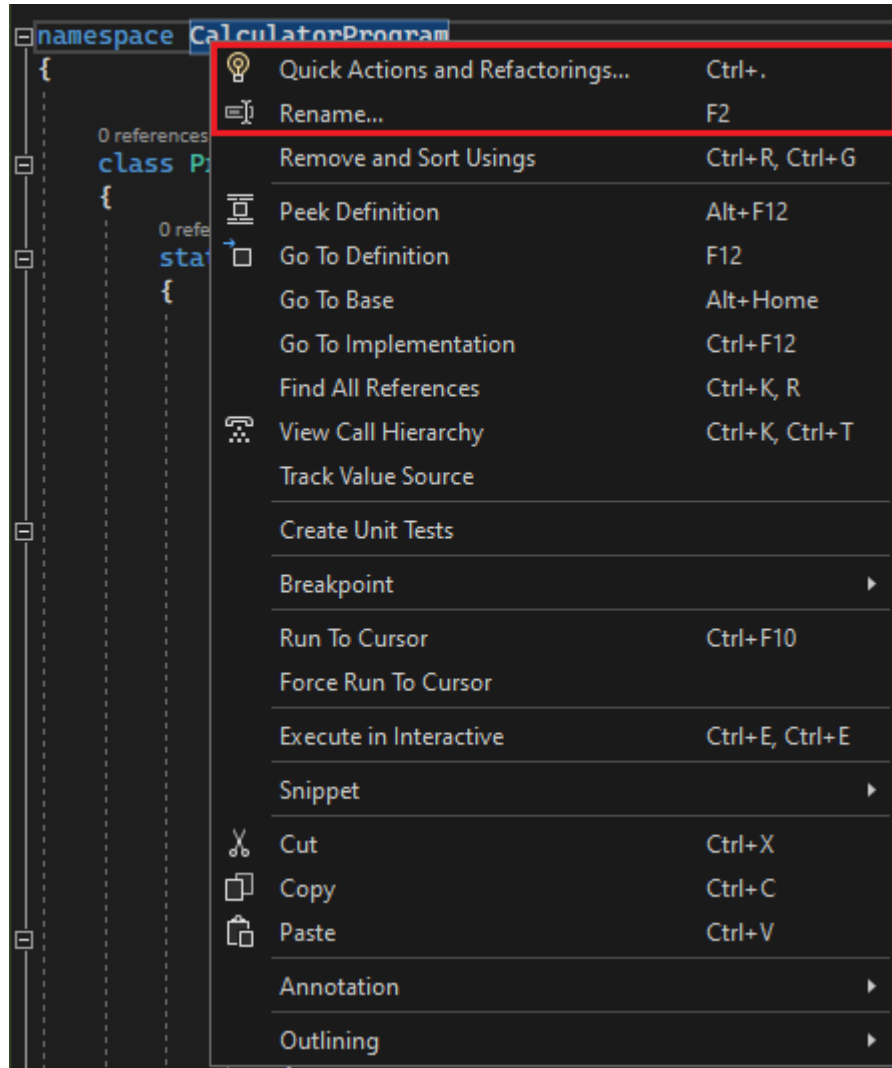 namespace CalculatorProgram
{
Quick Actions and Refactorings... Ctrl+.
Rename... F2
0 references
class
Remove and Sort Usings Ctrl+R, Ctrl+G
{
Peek Definition Alt+F12
0
Go To Definition F12
{
Go To Base Alt+Home
Go To Implementation Ctrl+F12
Find All References Ctrl+K, R
View Call Hierarchy Ctrl+K, Ctrl+T
Track Value Source
Create Unit Tests
Breakpoint
Run To Cursor Ctrl+F10
Force Run To Cursor
Execute in Interactive Ctrl+E, Ctrl+E
Snippet
Cut Ctrl+X
Copy Ctrl+C
Paste Ctrl+V
Annotation
Outlining